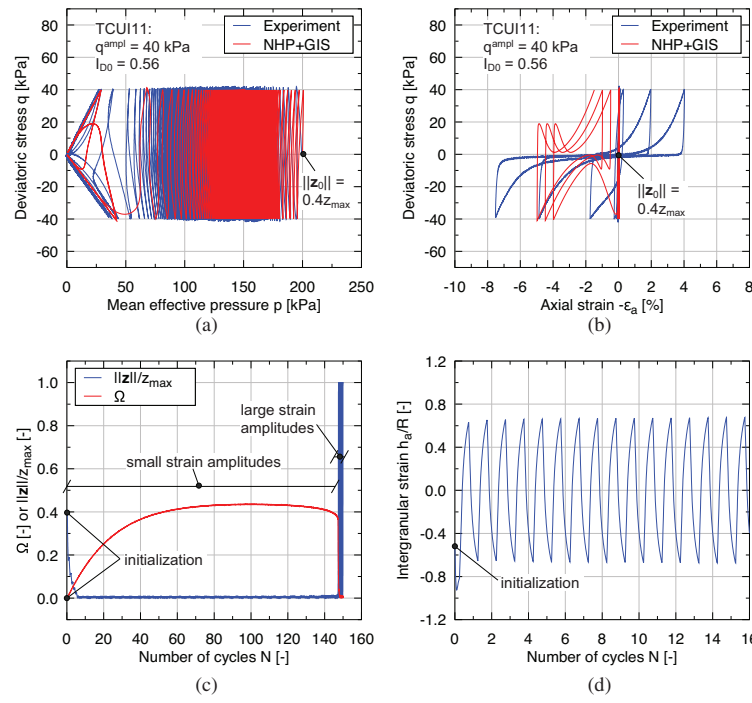 TCUI11:
q^ampl = 40 kPa
I_D0 = 0.56
Experiment
NHP+GIS
Deviatoric stress q [kPa]
60
40
20
0
-20
-40
-60
||z₀|| =
0.4z_max
0 50 100 150 200 250
Mean effective pressure p [kPa]
(a)
TCUI11:
q^ampl = 40 kPa
I_D0 = 0.56
Experiment
NHP+GIS
Deviatoric stress q [kPa]
60
40
20
0
-20
-40
-60
||z₀|| =
0.4z_max
-10 -8 -6 -4 -2 0 2 4 6 8
Axial strain -ε_a [%]
(b)
||z||/z_max
Ω
Ω [-] or ||z||/z_max [-]
1.0
0.8
0.6
0.4
0.2
0.0
large strain
amplitudes
small strain amplitudes
initialization
0 20 40 60 80 100 120 140 160
Number of cycles N [-]
(c)
Intergranular strain h_a/R [-]
1.2
0.8
0.4
0.0
-0.4
-0.8
-1.2
initialization
0 2 4 6 8 10 12 14 16
Number of cycles N [-]
(d)